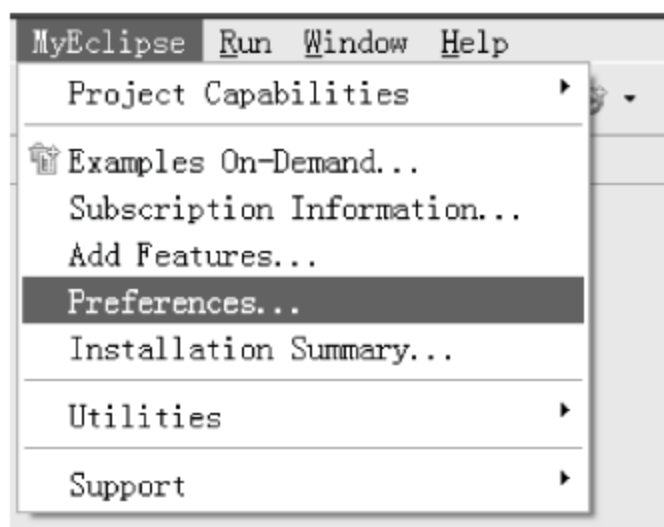 MyEclipse Run Window Help
Project Capabilities
Examples On-Demand...
Subscription Information...
Add Features...
Preferences...
Installation Summary...
Utilities
Support